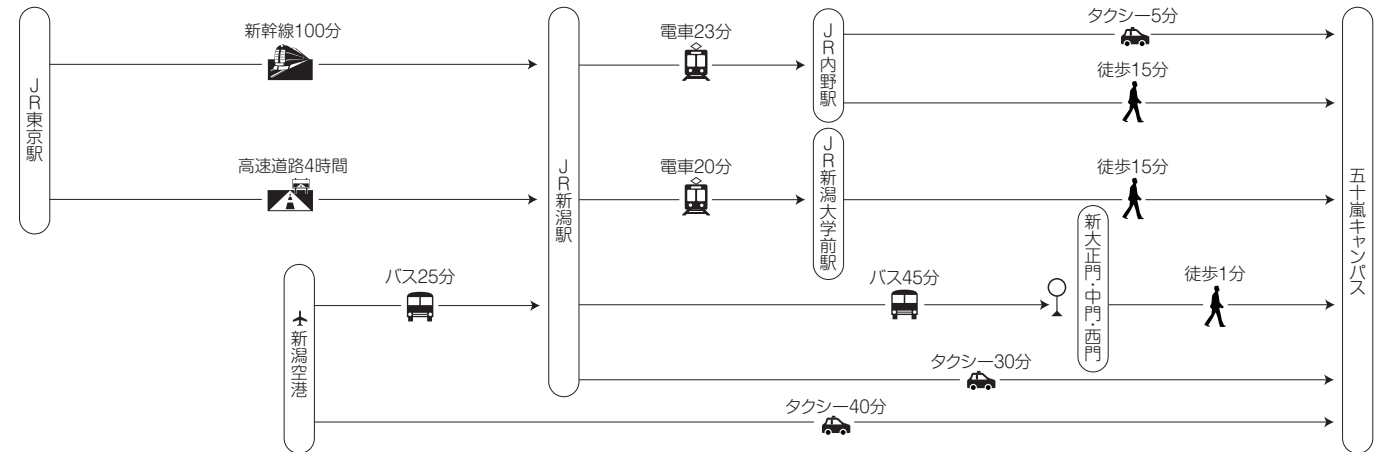 JR東京駅
新幹線100分
高速道路4時間
新潟空港
バス25分
JR新潟駅
電車23分
電車20分
JR内野駅
JR新潟大学前駅
タクシー5分
徒歩15分
徒歩15分
バス45分
新大正門・中門・西門
徒歩1分
タクシー30分
タクシー40分
五十嵐キャンパス